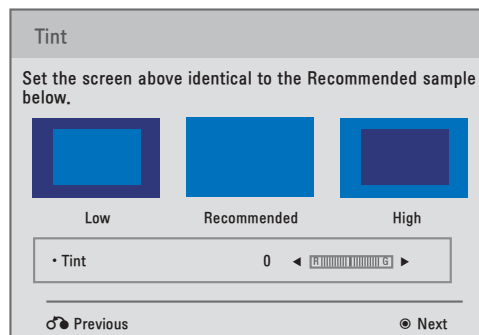 Tint
Set the screen above identical to the Recommended sample
below.
Low Recommended High
• Tint 0 ◀ R G ▶
Previous ◉ Next